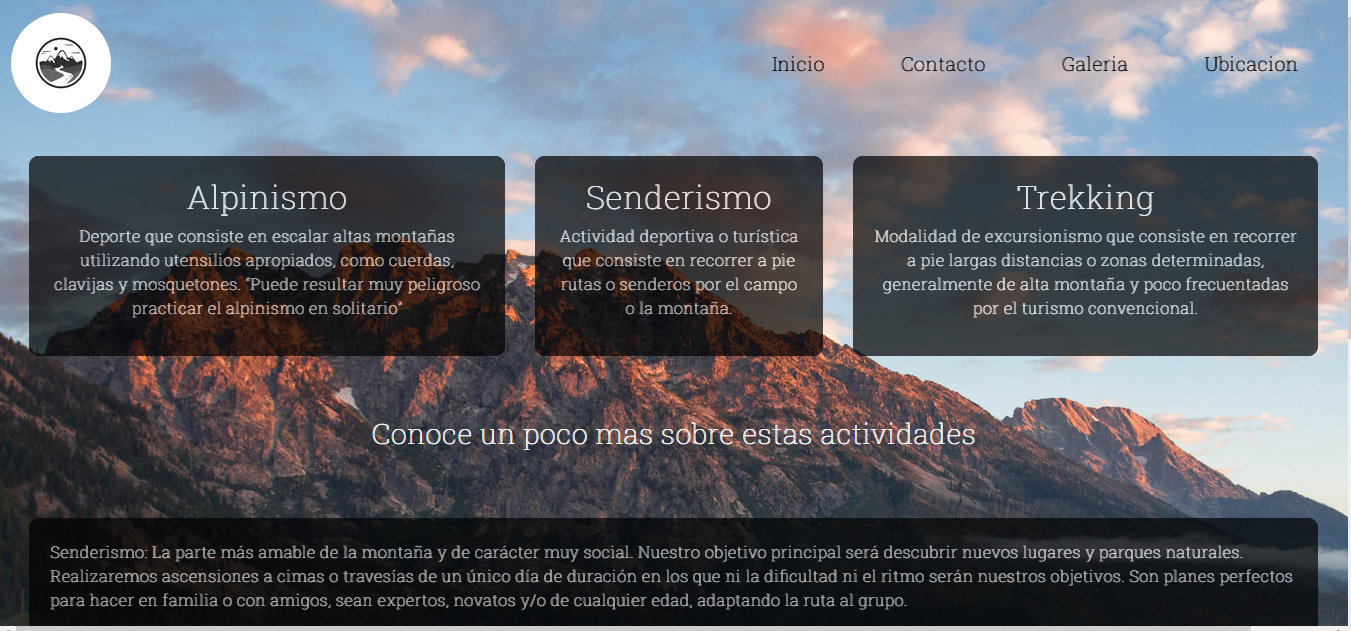 Inicio Contacto Galeria Ubicacion
Alpinismo
Deporte que consiste en escalar altas montañas
utilizando utensilios apropiados, como cuerdas,
clavijas y mosquetones. "Puede resultar muy peligroso
practicar el alpinismo en solitario"
Senderismo
Actividad deportiva o turística
que consiste en recorrer a pie
rutas o senderos por el campo
o la montaña.
Trekking
Modalidad de excursionismo que consiste en recorrer
a pie largas distancias o zonas determinadas,
generalmente de alta montaña y poco frecuentadas
por el turismo convencional.
Conoce un poco mas sobre estas actividades
Senderismo: La parte más amable de la montaña y de carácter muy social. Nuestro objetivo principal será descubrir nuevos lugares y parques naturales.
Realizaremos ascensiones a cimas o travesías de un único día de duración en los que ni la dificultad ni el ritmo serán nuestros objetivos. Son planes perfectos
para hacer en familia o con amigos, sean expertos, novatos y/o de cualquier edad, adaptando la ruta al grupo.